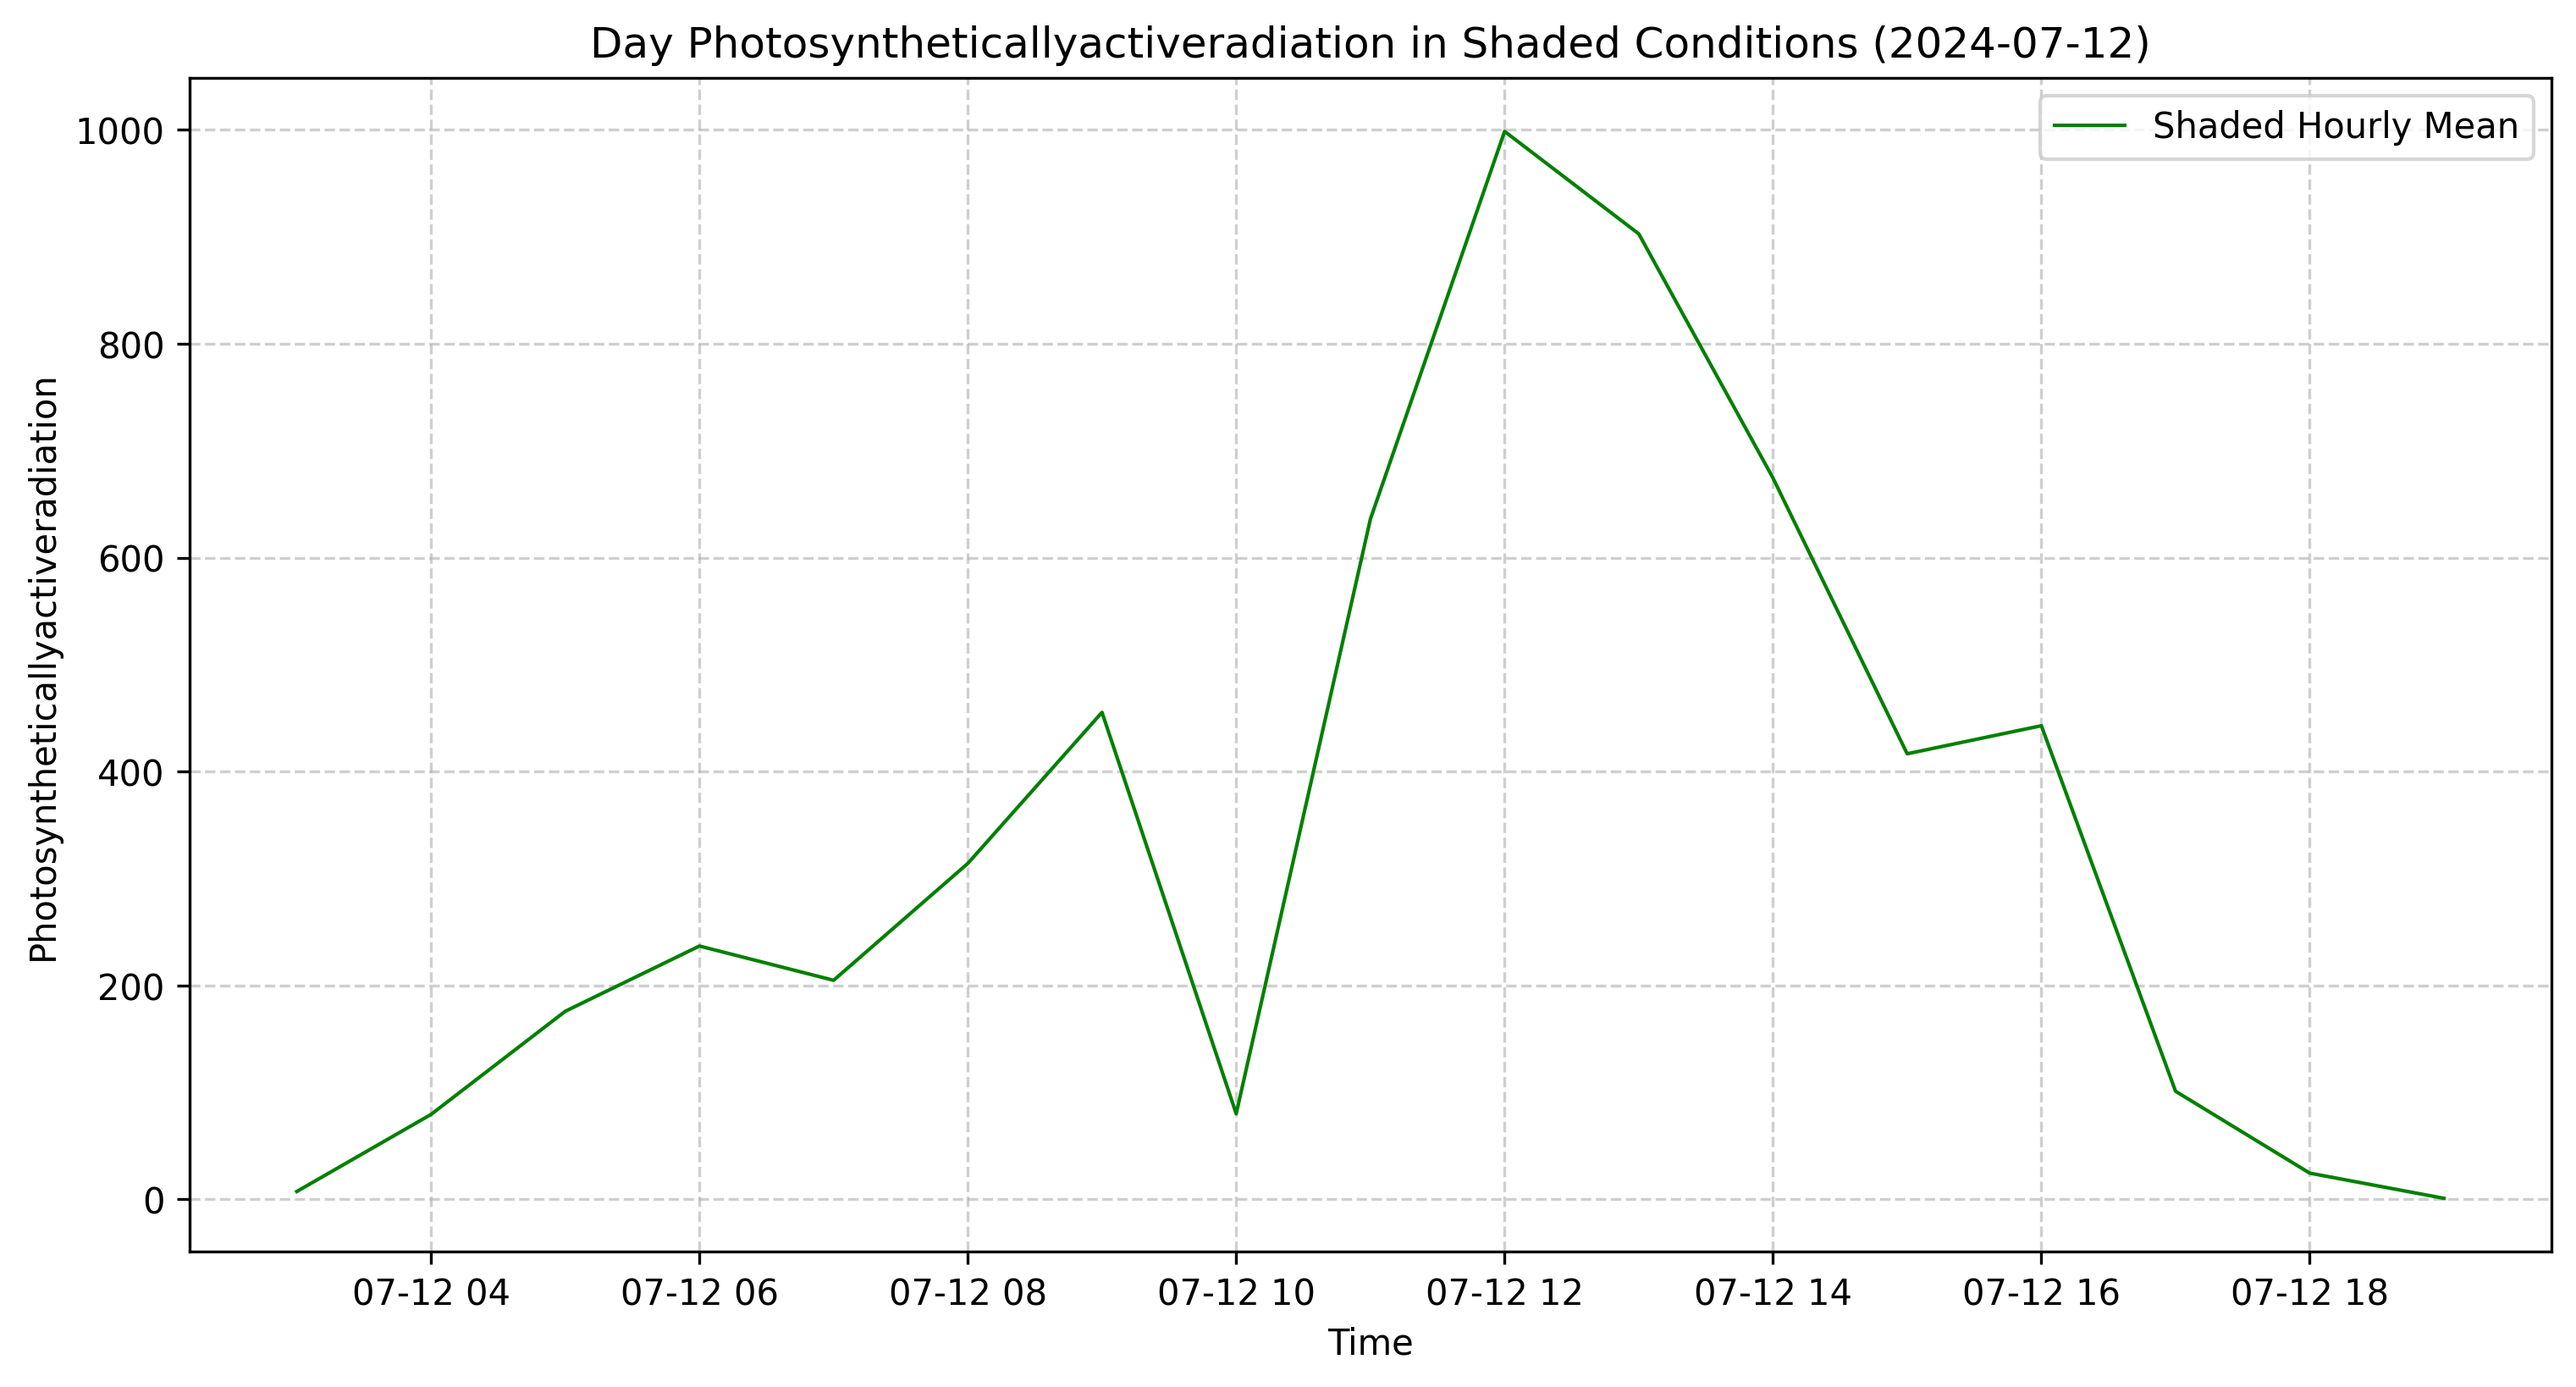 Day Photosyntheticallyactiveradiation in Shaded Conditions (2024-07-12)
Shaded Hourly Mean
Photosyntheticallyactiveradiation
1000
800
600
400
200
0
07-12 04 07-12 06 07-12 08 07-12 10 07-12 12 07-12 14 07-12 16 07-12 18
Time